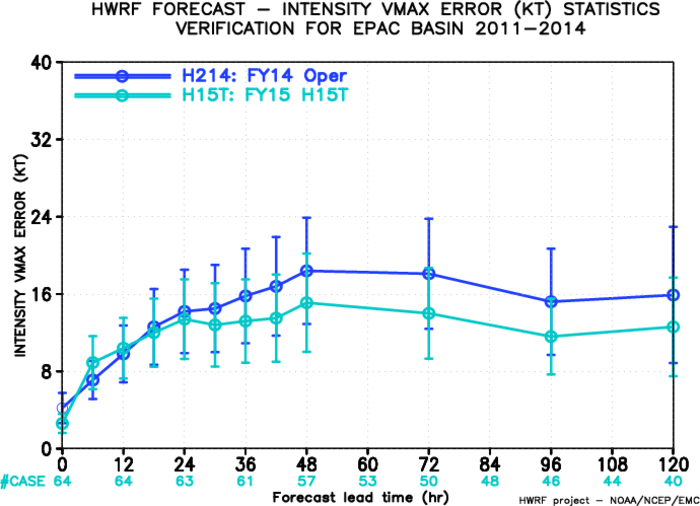 HWRF FORECAST – INTENSITY VMAX ERROR (KT) STATISTICS
VERIFICATION FOR EPAC BASIN 2011–2014
H214: FY14 Oper
H15T: FY15 H15T
INTENSITY VMAX ERROR (KT)
40
32
24
16
8
0
0 12 24 36 48 60 72 84 96 108 120
#CASE 64 64 63 61 57 53 50 48 46 44 40
Forecast lead time (hr)
HWRF project – NOAA/NCEP/EMC